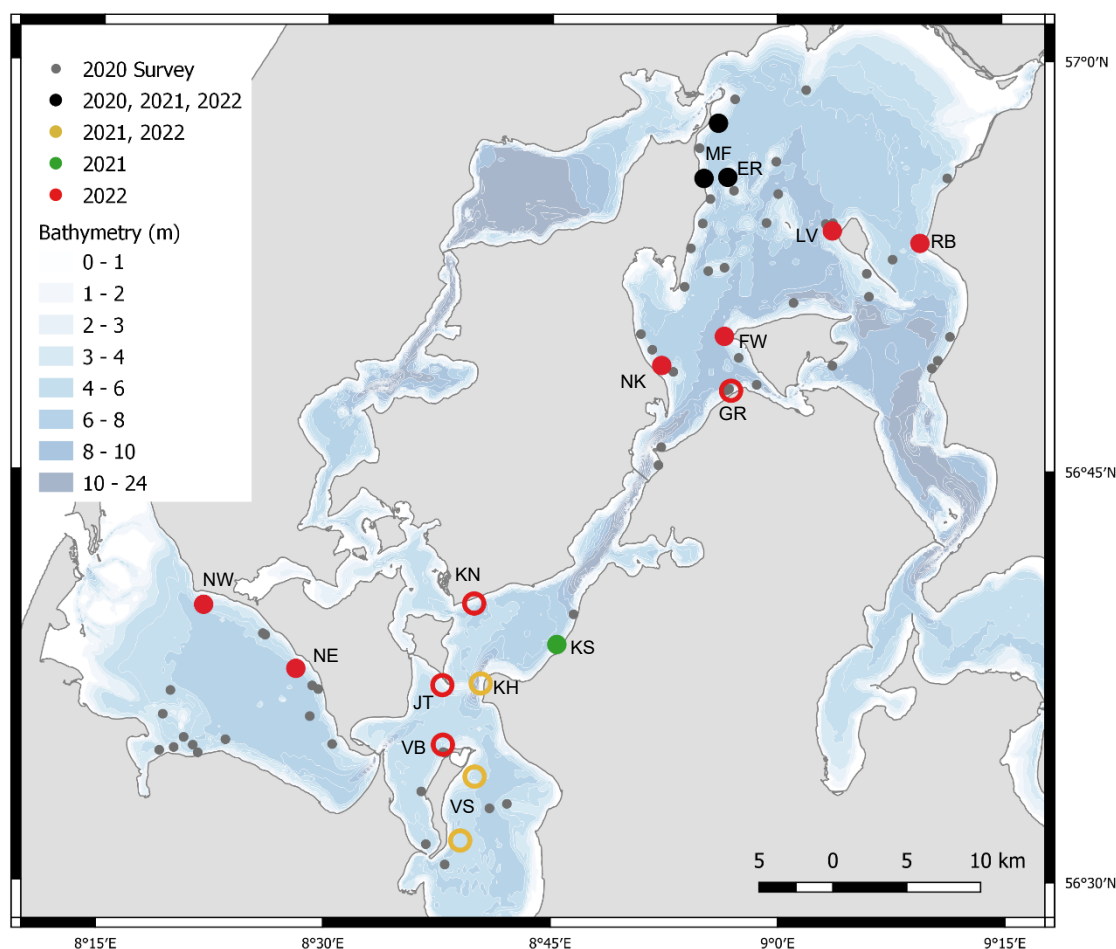 2020 Survey
2020, 2021, 2022
2021, 2022
2021
2022
Bathymetry (m)
0 - 1
1 - 2
2 - 3
3 - 4
4 - 6
6 - 8
8 - 10
10 - 24
57°0'N
MF
ER
LV
RB
FW
NK
GR
56°45'N
KN
NW
KS
NE
KH
JT
VB
VS
5 0 5 10 km
56°30'N
8°15'E 8°30'E 8°45'E 9°0'E 9°15'E